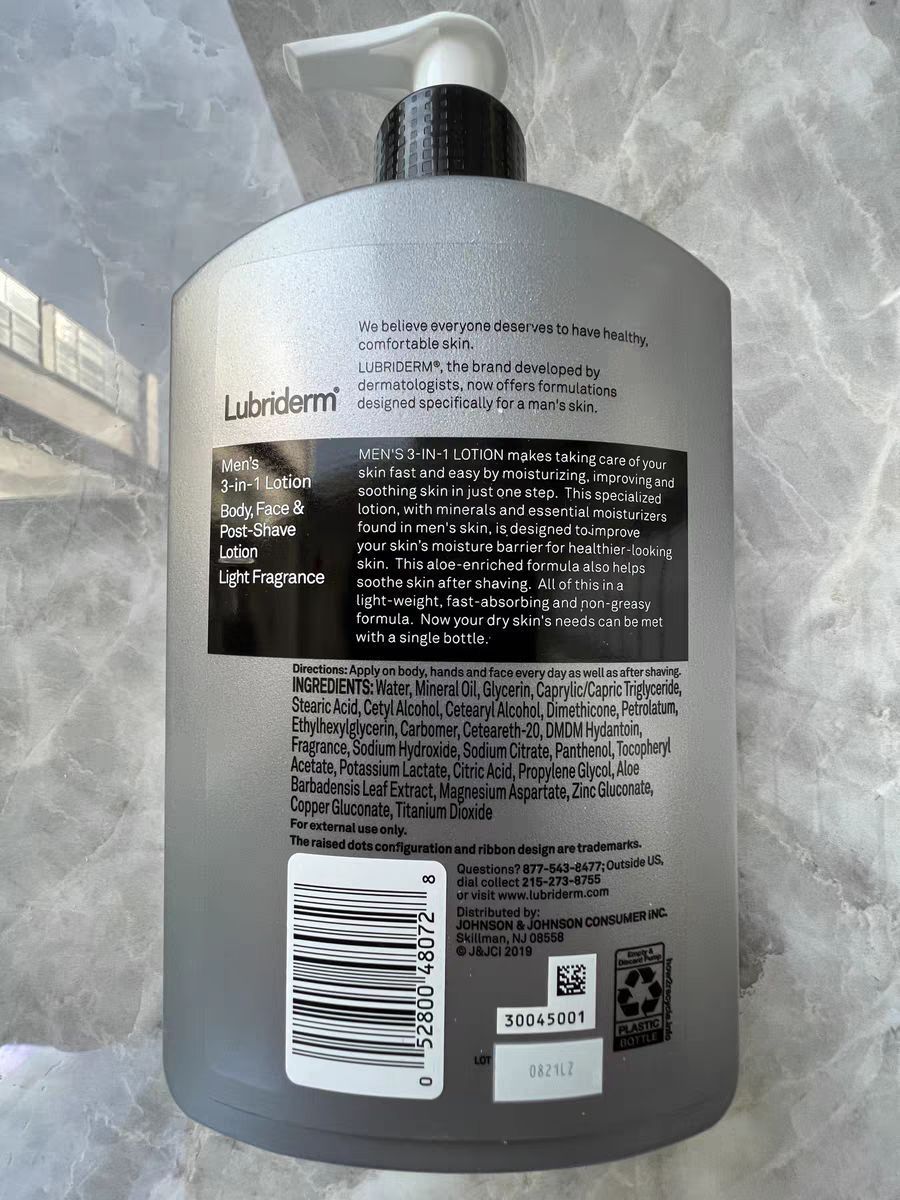 We believe everyone deserves to have healthy,
comfortable skin.
LUBRIDERM®, the brand developed by
dermatologists, now offers formulations
designed specifically for a man's skin.
Lubriderm®
Men's
3-in-1 Lotion
Body, Face &
Post-Shave
Lotion
Light Fragrance
MEN'S 3-IN-1 LOTION makes taking care of your
skin fast and easy by moisturizing, improving and
soothing skin in just one step. This specialized
lotion, with minerals and essential moisturizers
found in men's skin, is designed to improve
your skin's moisture barrier for healthier-looking
skin. This aloe-enriched formula also helps
soothe skin after shaving. All of this in a
light-weight, fast-absorbing and non-greasy
formula. Now your dry skin's needs can be met
with a single bottle.
Directions: Apply on body, hands and face every day as well as after shaving.
INGREDIENTS: Water, Mineral Oil, Glycerin, Caprylic/Capric Triglyceride,
Stearic Acid, Cetyl Alcohol, Cetearyl Alcohol, Dimethicone, Petrolatum,
Ethylhexylglycerin, Carbomer, Ceteareth-20, DMDM Hydantoin,
Fragrance, Sodium Hydroxide, Sodium Citrate, Panthenol, Tocopheryl
Acetate, Potassium Lactate, Citric Acid, Propylene Glycol, Aloe
Barbadensis Leaf Extract, Magnesium Aspartate, Zinc Gluconate,
Copper Gluconate, Titanium Dioxide
For external use only.
The raised dots configuration and ribbon design are trademarks.
0 52800 48072 8
Questions? 877-543-8477; Outside US,
dial collect 215-273-8755
or visit www.lubriderm.com
Distributed by:
JOHNSON & JOHNSON CONSUMER INC.
Skillman, NJ 08558
© J&JCI 2019
30045001
LOT
0821LZ
Empty &
Discard Pump
PLASTIC
BOTTLE
how2recycle.info